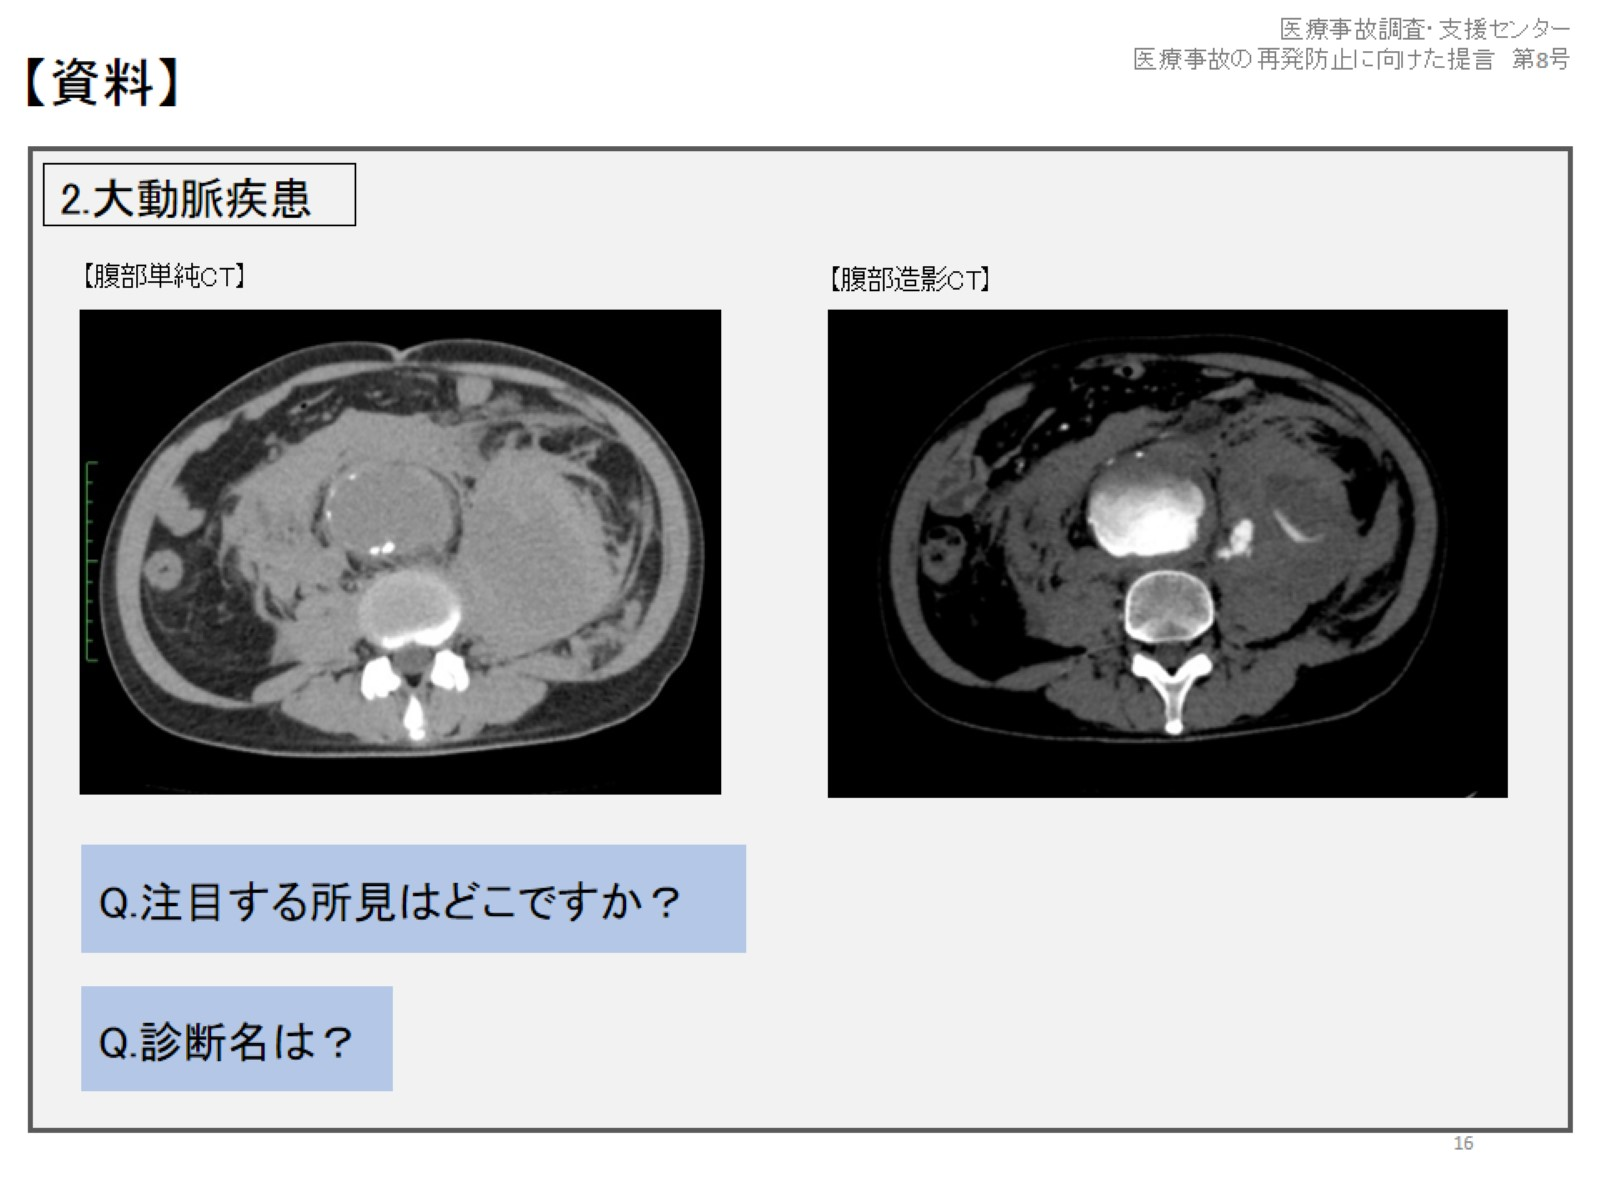 医療事故調査・支援センター
医療事故の再発防止に向けた提言　第8号
【資料】
2.大動脈疾患
【腹部単純CT】
【腹部造影CT】
Q.注目する所見はどこですか？
Q.診断名は？
16